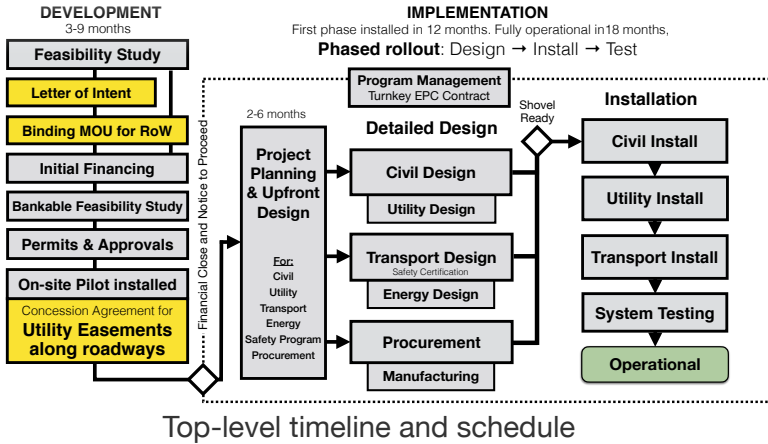 DEVELOPMENT
3-9 months
Feasibility Study
Letter of Intent
Binding MOU for RoW
Initial Financing
Bankable Feasibility Study
Permits & Approvals
On-site Pilot installed
Concession Agreement for
Utility Easements
along roadways
Financial Close and Notice to Proceed
IMPLEMENTATION
First phase installed in 12 months. Fully operational in18 months,
Phased rollout: Design → Install → Test
Program Management
Turnkey EPC Contract
2-6 months
Project
Planning
& Upfront
Design
For:
Civil
Utility
Transport
Energy
Safety Program
Procurement
Detailed Design
Civil Design
Utility Design
Transport Design
Safety Certification
Energy Design
Procurement
Manufacturing
Shovel
Ready
Installation
Civil Install
Utility Install
Transport Install
System Testing
Operational
Top-level timeline and schedule